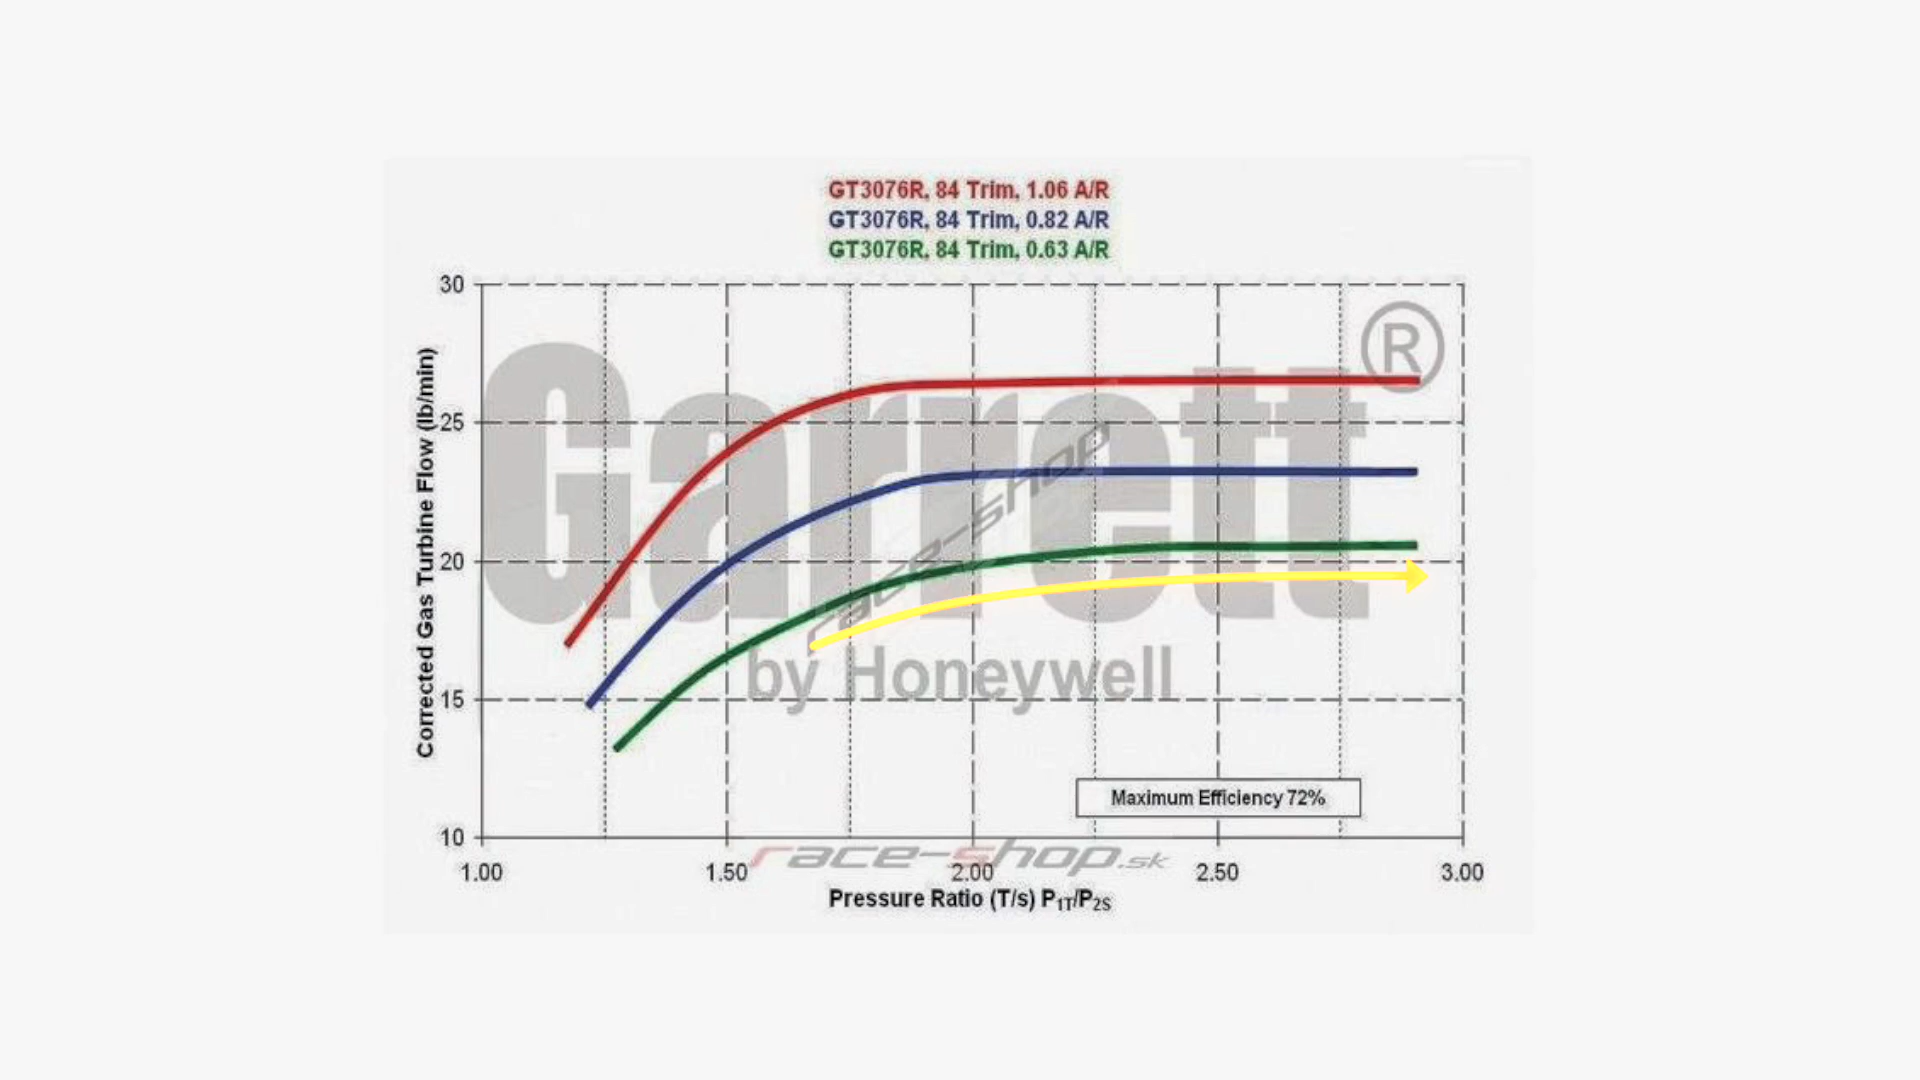 GT3076R, 84 Trim, 1.06 A/R
GT3076R, 84 Trim, 0.82 A/R
GT3076R, 84 Trim, 0.63 A/R
30
25
20
15
10
Corrected Gas Turbine Flow (lb/min)
Garrett®
by Honeywell
race-shop
Maximum Efficiency 72%
race-shop.sk
1.00 1.50 2.00 2.50 3.00
Pressure Ratio (T/s) P1T/P2S